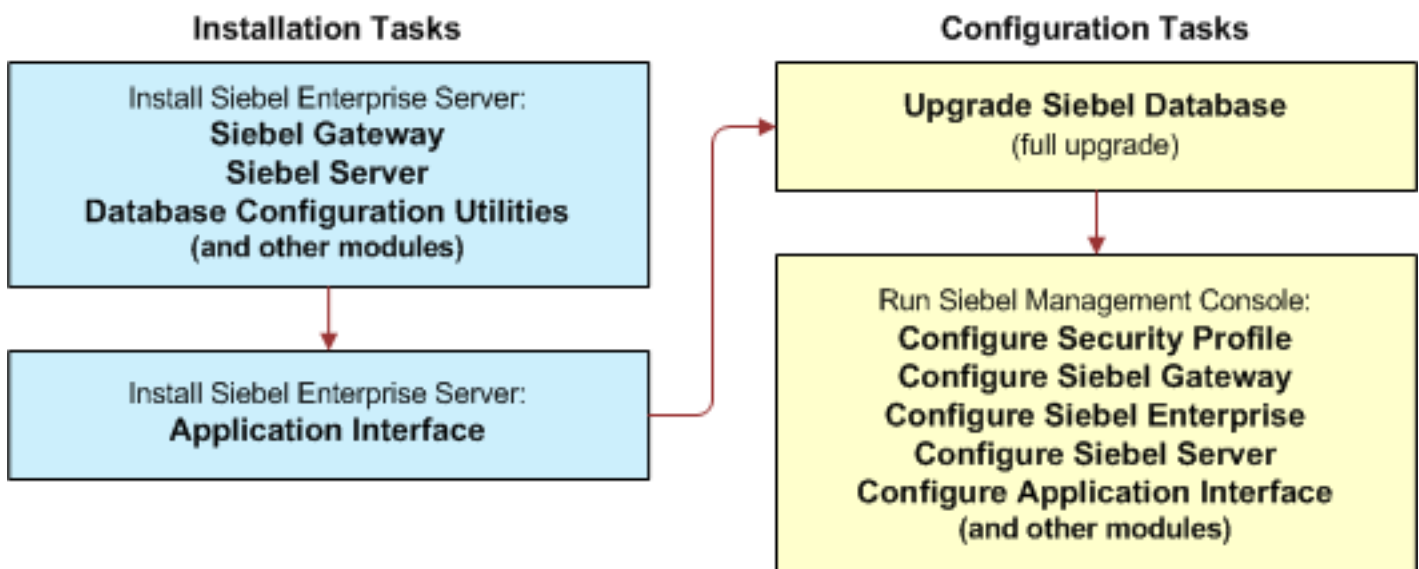 Installation Tasks
Install Siebel Enterprise Server:
Siebel Gateway
Siebel Server
Database Configuration Utilities
(and other modules)
Install Siebel Enterprise Server:
Application Interface
Configuration Tasks
Upgrade Siebel Database
(full upgrade)
Run Siebel Management Console:
Configure Security Profile
Configure Siebel Gateway
Configure Siebel Enterprise
Configure Siebel Server
Configure Application Interface
(and other modules)